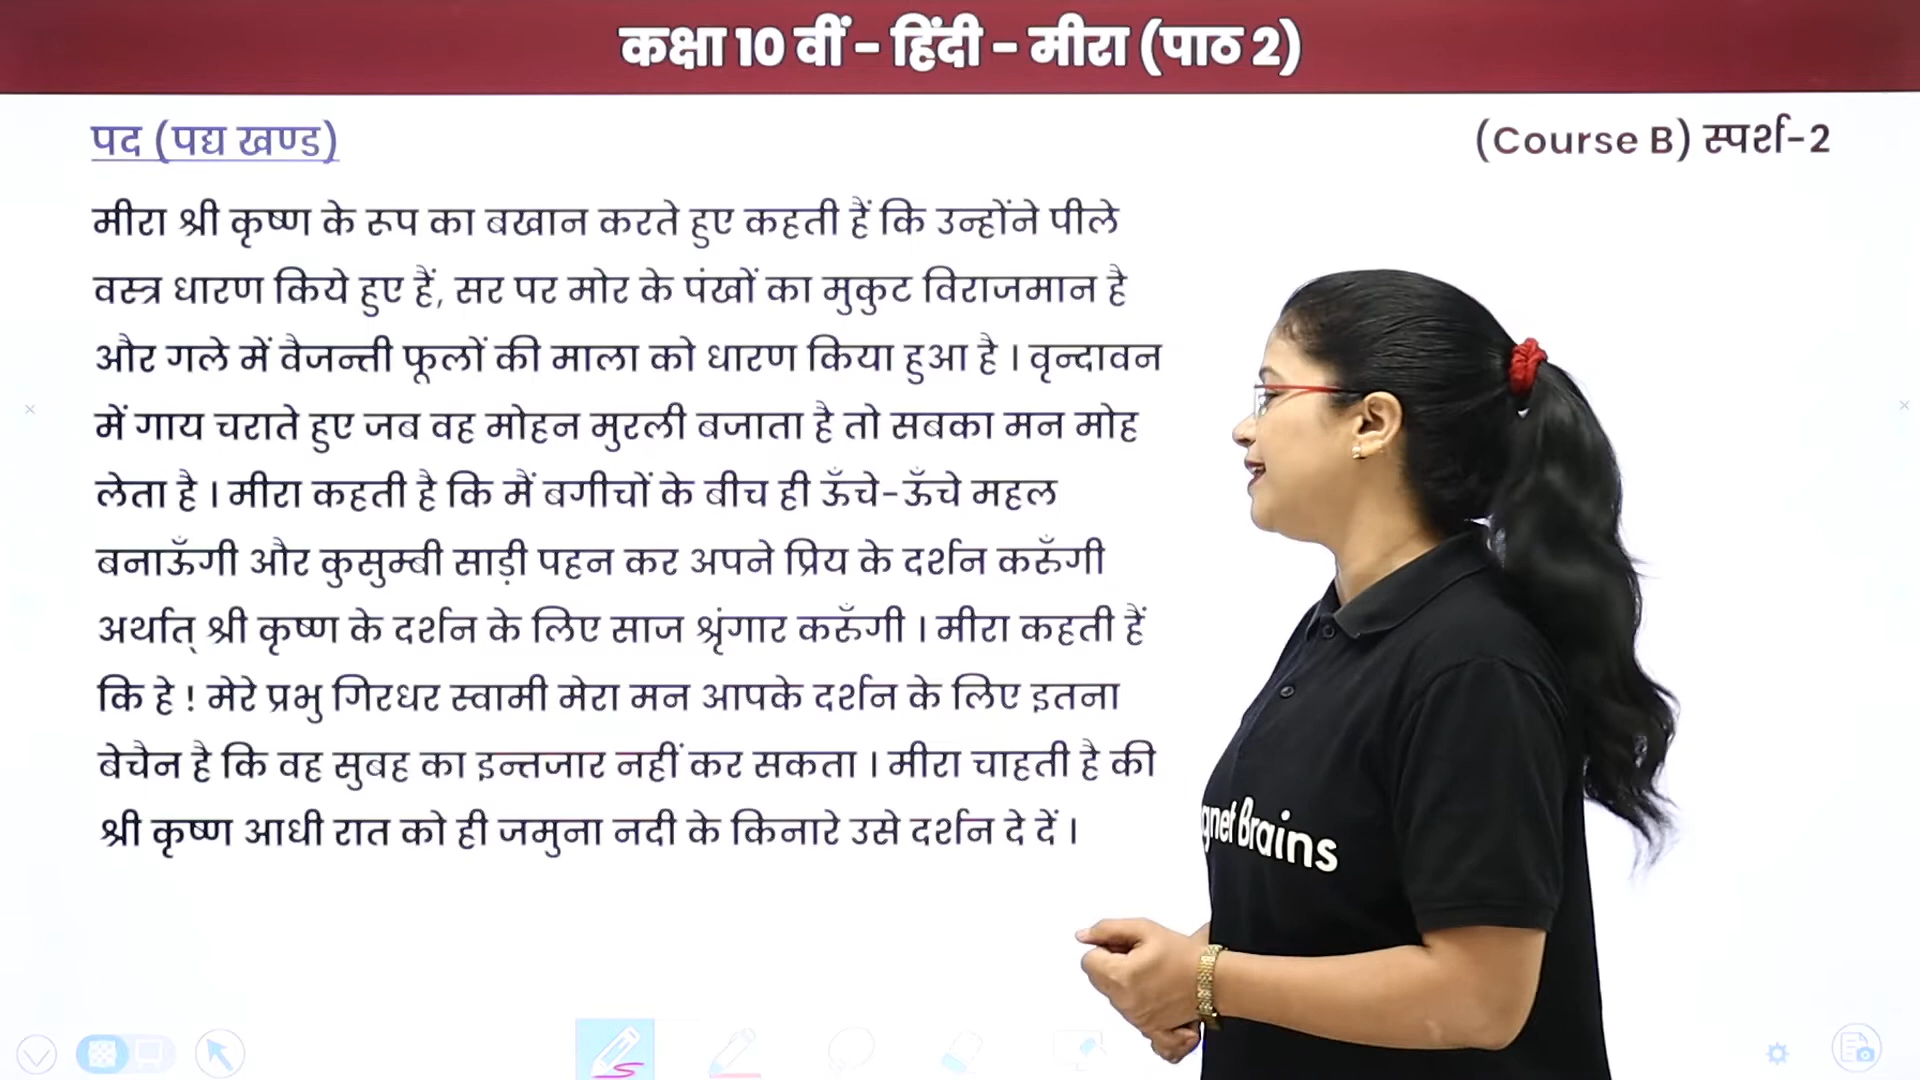 कक्षा 10 वीं - हिंदी - मीरा (पाठ 2)
पद (पद्य खण्ड)
(Course B) स्पर्श-2
मीरा श्री कृष्ण के रूप का बखान करते हुए कहती हैं कि उन्होंने पीले
वस्त्र धारण किये हुए हैं, सर पर मोर के पंखों का मुकुट विराजमान है
और गले में वैजन्ती फूलों की माला को धारण किया हुआ है । वृन्दावन
में गाय चराते हुए जब वह मोहन मुरली बजाता है तो सबका मन मोह
लेता है । मीरा कहती है कि मैं बगीचों के बीच ही ऊँचे-ऊँचे महल
बनाऊँगी और कुसुम्बी साड़ी पहन कर अपने प्रिय के दर्शन करुँगी
अर्थात् श्री कृष्ण के दर्शन के लिए साज श्रृंगार करुँगी । मीरा कहती हैं
कि हे ! मेरे प्रभु गिरधर स्वामी मेरा मन आपके दर्शन के लिए इतना
बेचैन है कि वह सुबह का इन्तजार नहीं कर सकता । मीरा चाहती है की
श्री कृष्ण आधी रात को ही जमुना नदी के किनारे उसे दर्शन दे दें ।
gnet Brains